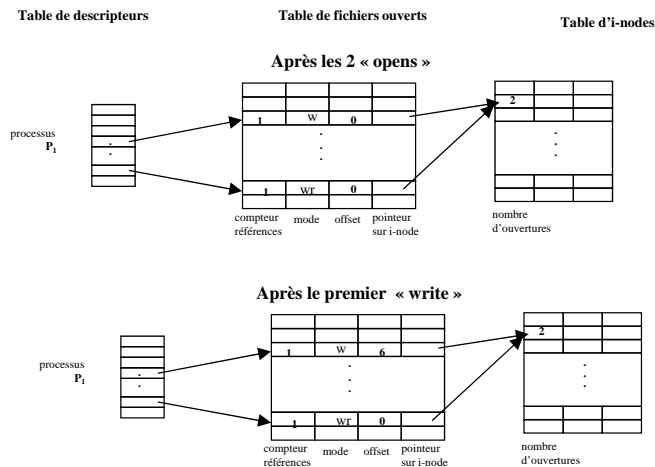 Table de descripteurs
Table de fichiers ouverts
Table d'i-nodes
Après les 2 « opens »
processus
P1
1 w 0
2
1 wr 0
compteur
références
mode
offset
pointeur
sur i-node
nombre
d'ouvertures
Après le premier « write »
processus
P1
1 w 6
2
1 wr 0
compteur
références
mode
offset
pointeur
sur i-node
nombre
d'ouvertures